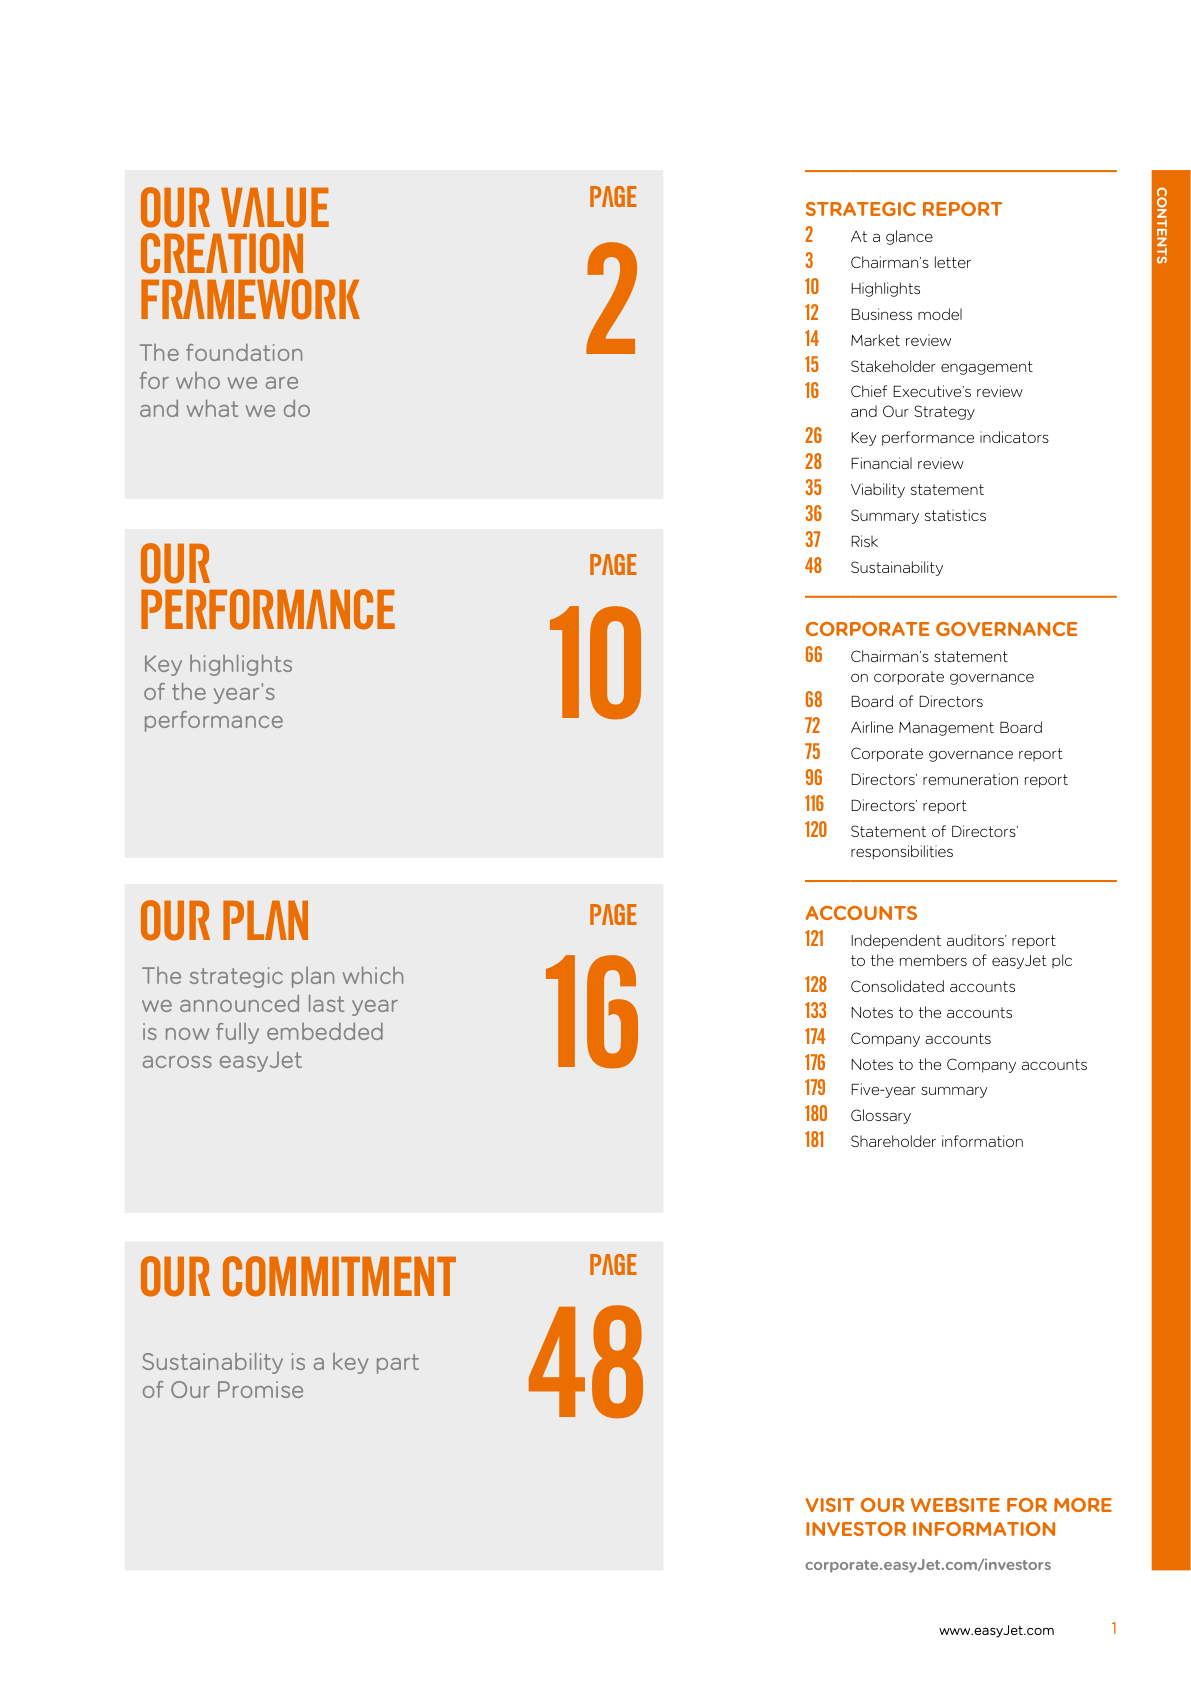 OUR VALUE
CREATION
FRAMEWORK
The foundation
for who we are
and what we do
PAGE
2
OUR
PERFORMANCE
Key highlights
of the year's
performance
PAGE
10
OUR PLAN
The strategic plan which
we announced last year
is now fully embedded
across easyJet
PAGE
16
OUR COMMITMENT
Sustainability is a key part
of Our Promise
PAGE
48
STRATEGIC REPORT
2 At a glance
3 Chairman's letter
10 Highlights
12 Business model
14 Market review
15 Stakeholder engagement
16 Chief Executive's review
and Our Strategy
26 Key performance indicators
28 Financial review
35 Viability statement
36 Summary statistics
37 Risk
48 Sustainability
CORPORATE GOVERNANCE
66 Chairman's statement
on corporate governance
68 Board of Directors
72 Airline Management Board
75 Corporate governance report
96 Directors' remuneration report
116 Directors' report
120 Statement of Directors'
responsibilities
ACCOUNTS
121 Independent auditors' report
to the members of easyJet plc
128 Consolidated accounts
133 Notes to the accounts
174 Company accounts
176 Notes to the Company accounts
179 Five-year summary
180 Glossary
181 Shareholder information
VISIT OUR WEBSITE FOR MORE
INVESTOR INFORMATION
corporate.easyJet.com/investors
CONTENTS
www.easyJet.com 1